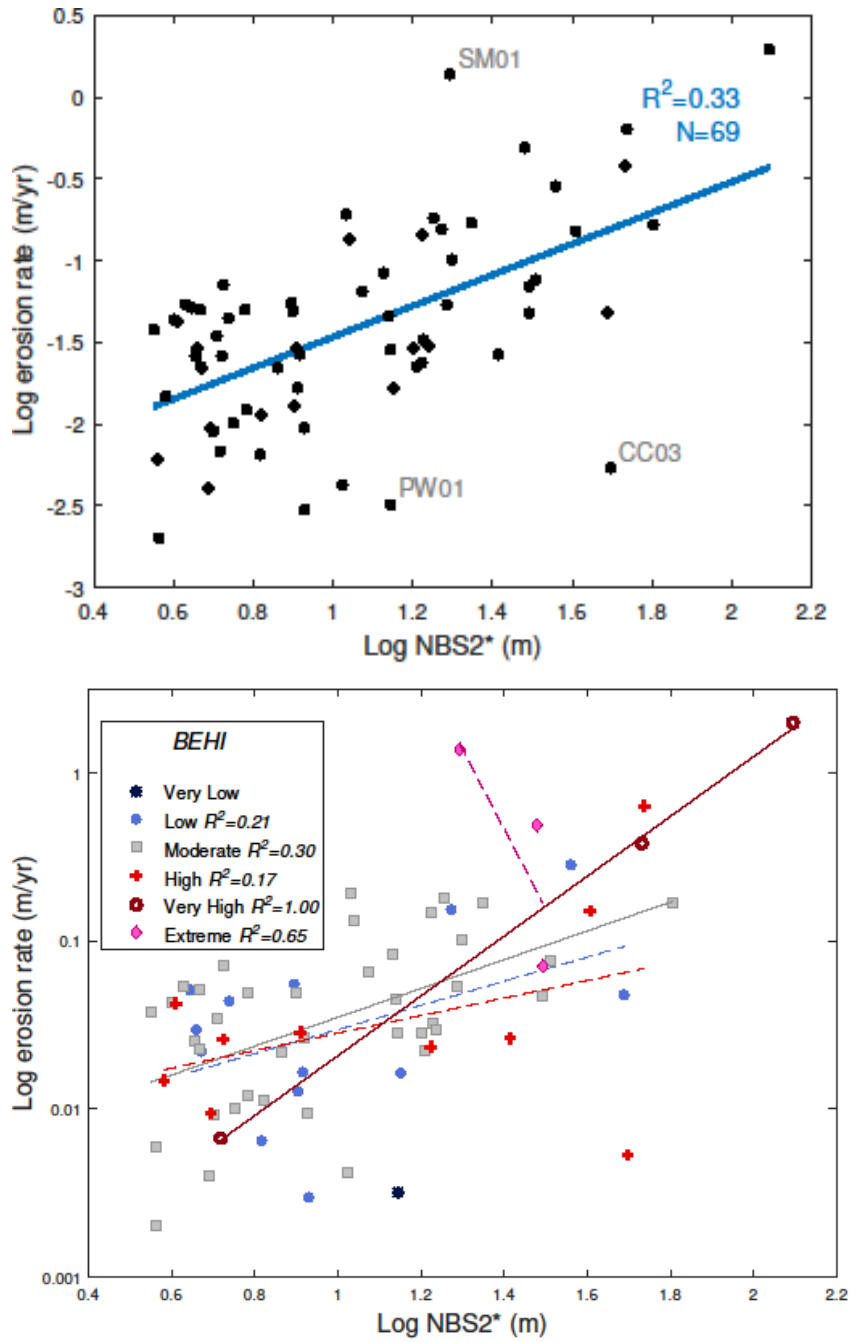 0.5
SM01
R²=0.33
N=69
0
-0.5
-1
-1.5
-2
-2.5
-3
Log erosion rate (m/yr)
CC03
PW01
0.4 0.6 0.8 1 1.2 1.4 1.6 1.8 2 2.2
Log NBS2* (m)
BEHI
Very Low
Low R²=0.21
Moderate R²=0.30
High R²=0.17
Very High R²=1.00
Extreme R²=0.65
1
0.1
0.01
0.001
Log erosion rate (m/yr)
0.4 0.6 0.8 1 1.2 1.4 1.6 1.8 2 2.2
Log NBS2* (m)